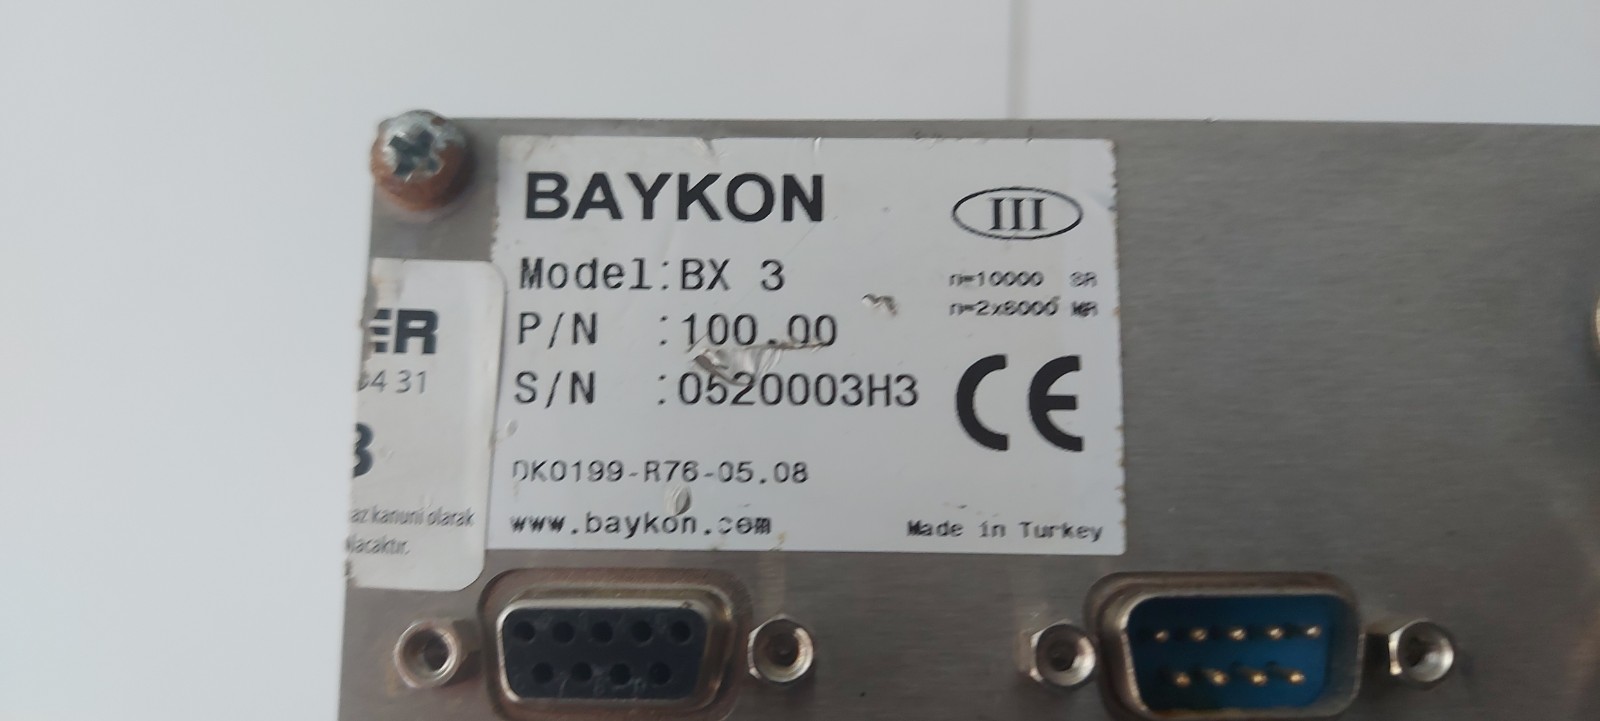 BAYKON
III
Model:BX 3
n=10000 SR
P/N :100.00
n=2x6000 MR
S/N :0520003H3
CE
DK0199-R76-05.08
www.baykon.com
Made in Turkey
ER
4 31
az kanuni olarak